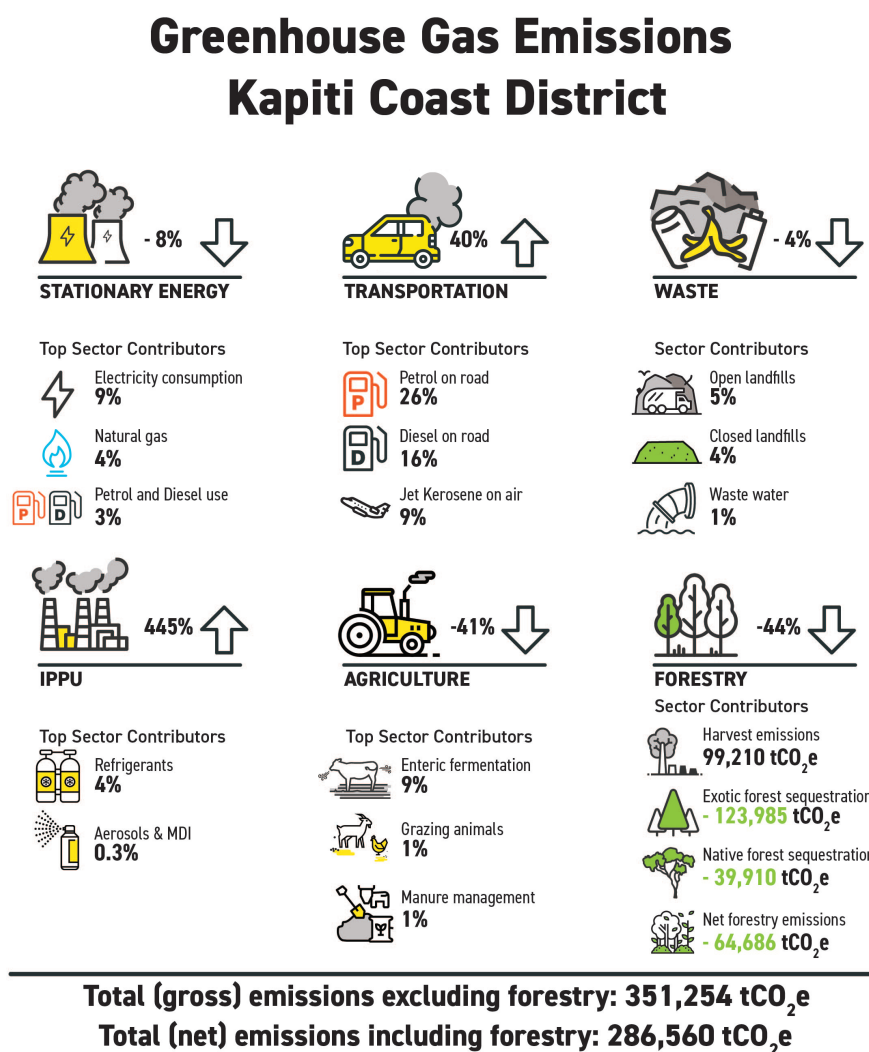 Greenhouse Gas Emissions
Kapiti Coast District
- 8%
STATIONARY ENERGY
Top Sector Contributors
Electricity consumption
9%
Natural gas
4%
P
D
Petrol and Diesel use
3%
40%
TRANSPORTATION
Top Sector Contributors
P
Petrol on road
26%
D
Diesel on road
16%
Jet Kerosene on air
9%
- 4%
WASTE
Sector Contributors
Open landfills
5%
Closed landfills
4%
Waste water
1%
445%
IPPU
Top Sector Contributors
Refrigerants
4%
Aerosols & MDI
0.3%
-41%
AGRICULTURE
Top Sector Contributors
Enteric fermentation
9%
Grazing animals
1%
Manure management
1%
-44%
FORESTRY
Sector Contributors
Harvest emissions
99,210 tCO2e
Exotic forest sequestration
- 123,985 tCO2e
Native forest sequestration
- 39,910 tCO2e
Net forestry emissions
- 64,686 tCO2e
Total (gross) emissions excluding forestry: 351,254 tCO2e
Total (net) emissions including forestry: 286,560 tCO2e